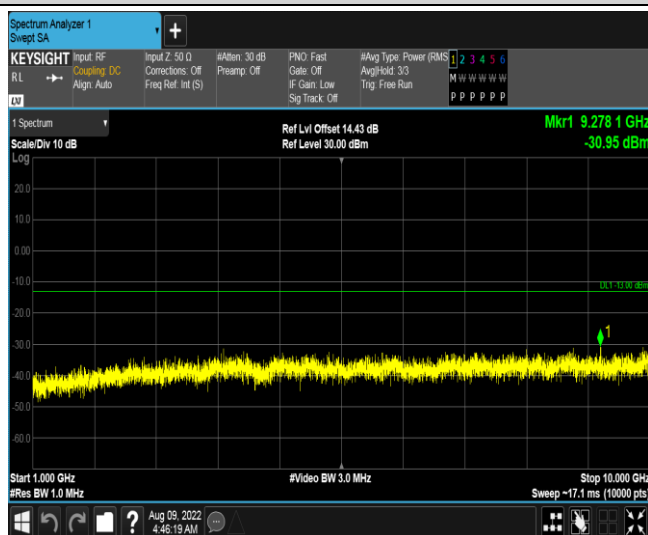 Spectrum Analyzer 1
Swept SA
+
KEYSIGHT
RL
LXI
Input: RF
Coupling: DC
Align: Auto
Input Z: 50 Ω
Corrections: Off
Freq Ref: Int (S)
#Atten: 30 dB
Preamp: Off
PNO: Fast
Gate: Off
IF Gain: Low
Sig Track: Off
#Avg Type: Power (RMS
Avg|Hold: 3/3
Trig: Free Run
1 2 3 4 5 6
M W W W W W
P P P P P P
1 Spectrum
Scale/Div 10 dB
Ref Lvl Offset 14.43 dB
Ref Level 30.00 dBm
Mkr1 9.278 1 GHz
-30.95 dBm
Log
20.0
10.0
0.00
-10.0
DL1 -13.00 dBm
-20.0
1
-30.0
-40.0
-50.0
-60.0
Start 1.000 GHz
#Res BW 1.0 MHz
#Video BW 3.0 MHz
Stop 10.000 GHz
Sweep ~17.1 ms (10000 pts)
?
Aug 09, 2022
4:46:19 AM